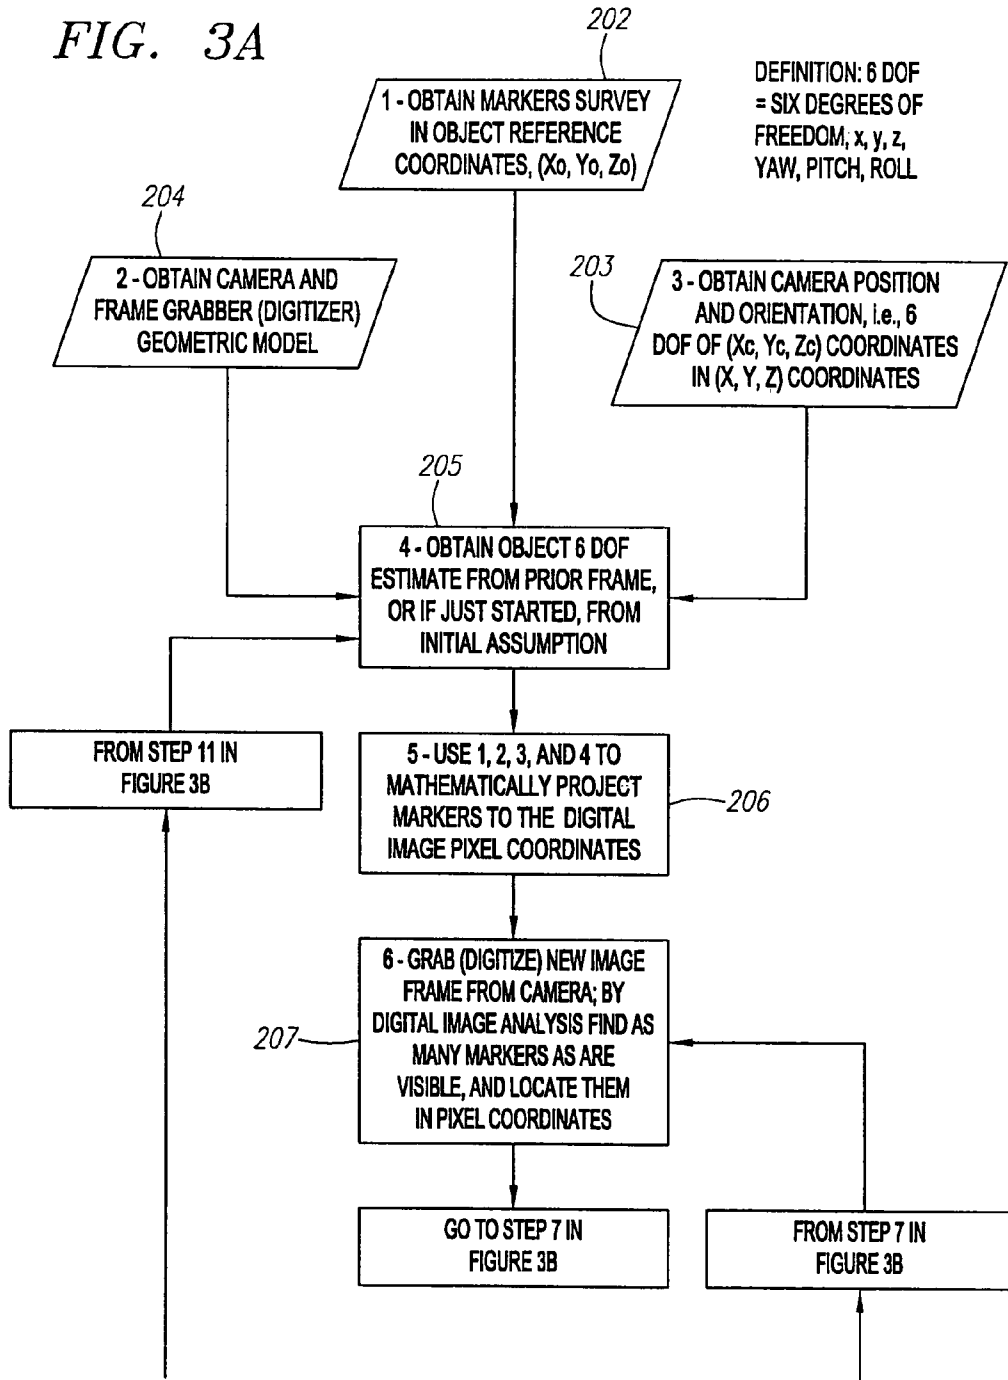 FIG. 3A
202
1 - OBTAIN MARKERS SURVEY
IN OBJECT REFERENCE
COORDINATES, (Xo, Yo, Zo)
DEFINITION: 6 DOF
= SIX DEGREES OF
FREEDOM, x, y, z,
YAW, PITCH, ROLL
204
2 - OBTAIN CAMERA AND
FRAME GRABBER (DIGITIZER)
GEOMETRIC MODEL
203
3 - OBTAIN CAMERA POSITION
AND ORIENTATION, i.e., 6
DOF OF (Xc, Yc, Zc) COORDINATES
IN (X, Y, Z) COORDINATES
205
4 - OBTAIN OBJECT 6 DOF
ESTIMATE FROM PRIOR FRAME,
OR IF JUST STARTED, FROM
INITIAL ASSUMPTION
FROM STEP 11 IN
FIGURE 3B
5 - USE 1, 2, 3, AND 4 TO
MATHEMATICALLY PROJECT
MARKERS TO THE DIGITAL
IMAGE PIXEL COORDINATES
206
6 - GRAB (DIGITIZE) NEW IMAGE
FRAME FROM CAMERA; BY
DIGITAL IMAGE ANALYSIS FIND AS
MANY MARKERS AS ARE
VISIBLE, AND LOCATE THEM
IN PIXEL COORDINATES
207
GO TO STEP 7 IN
FIGURE 3B
FROM STEP 7 IN
FIGURE 3B